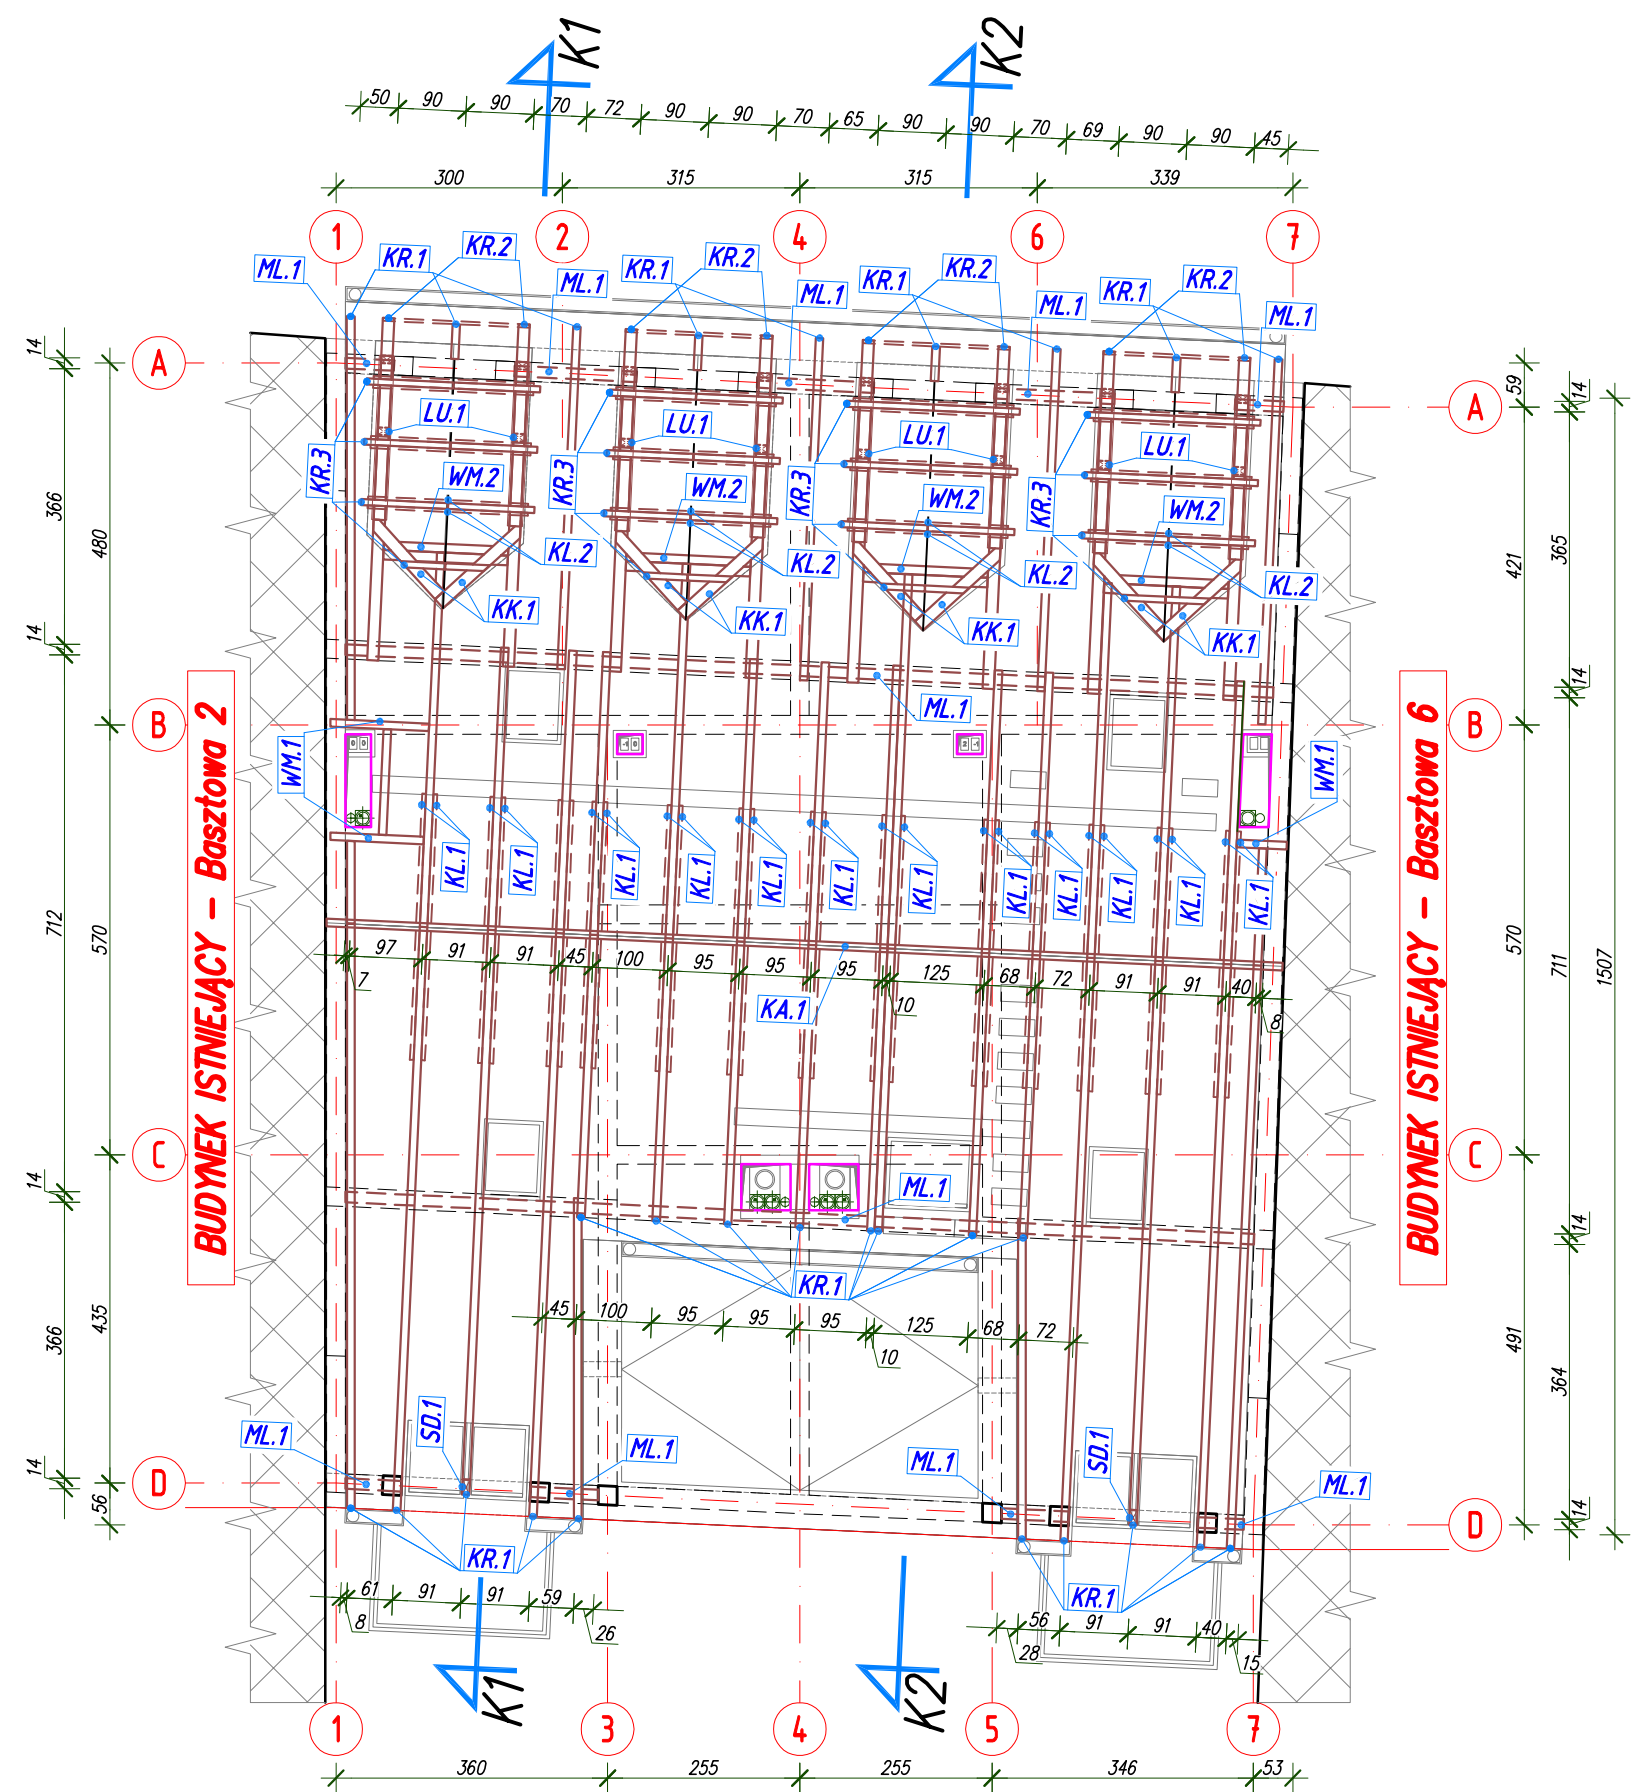 K1
K2
50 90 90 70 72 90 90 70 65 90 90 70 69 90 90 45
300 315 315 339
1 2 4 6 7
ML.1 KR.1 KR.2 ML.1 KR.1 KR.2 ML.1 KR.1 KR.2 ML.1 KR.1 KR.2 ML.1
A
A
14 59 14
LU.1 LU.1 LU.1 LU.1
KR.3 KR.3 KR.3 KR.3
WM.2 WM.2 WM.2 WM.2
366 480 421 365
KL.2 KL.2 KL.2 KL.2
KK.1 KK.1 KK.1 KK.1
14 14
ML.1
B
B
WM.1 WM.1
BUDYNEK ISTNIEJĄCY – Basztowa 2
BUDYNEK ISTNIEJĄCY – Basztowa 6
KL.1 KL.1 KL.1 KL.1 KL.1 KL.1 KL.1 KL.1 KL.1 KL.1 KL.1 KL.1
712 570 570 711 1507
97 91 91 45 100 95 95 95 125 68 72 91 91 40
7 10 8
KA.1
C
C
14 14
ML.1
KR.1
45 100 95 95 95 125 68 72
10
366 435 491 364
SD.1 SD.1
ML.1 ML.1 ML.1 ML.1
D
D
14 56 14
KR.1 KR.1
61 91 91 59
8 26
56 91 91 40
28 15
K1
K2
1 3 4 5 7
360 255 255 346 53